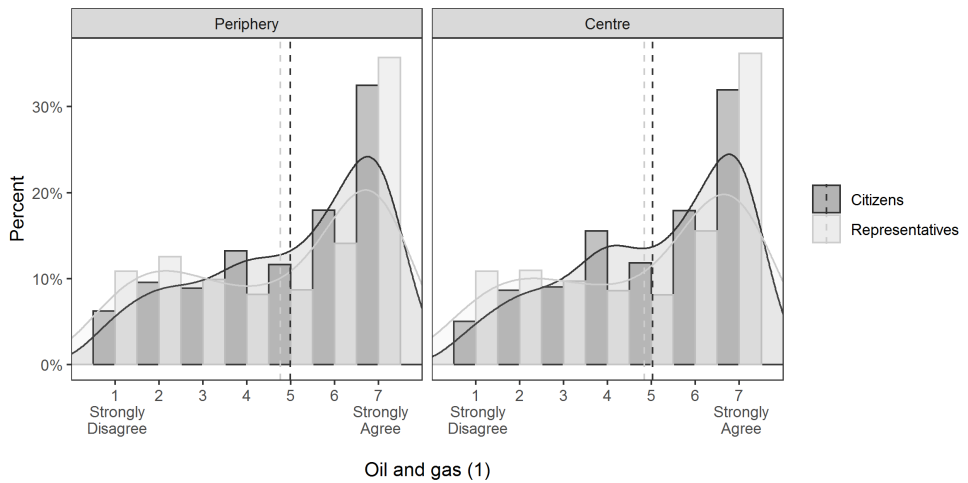 Periphery
Centre
Percent
30%
20%
10%
0%
1 2 3 4 5 6 7
Strongly Disagree
Strongly Agree
1 2 3 4 5 6 7
Strongly Disagree
Strongly Agree
Oil and gas (1)
Citizens
Representatives